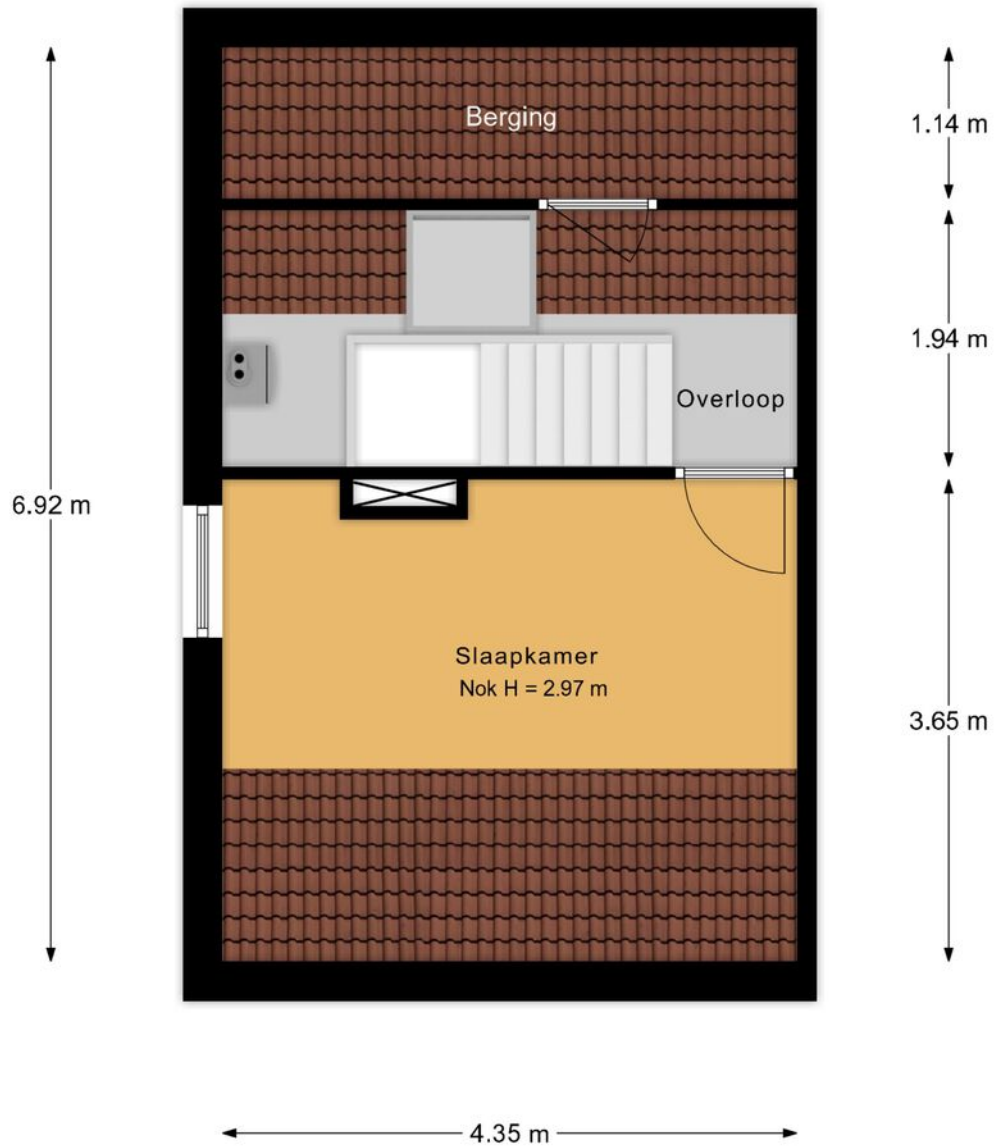 Berging
1.14 m
1.94 m
Overloop
6.92 m
Slaapkamer
Nok H = 2.97 m
3.65 m
4.35 m